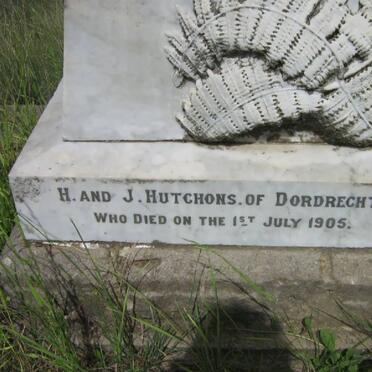 H. AND J. HUTCHONS. OF DORDRECHT
WHO DIED ON THE 1ST JULY 1905.